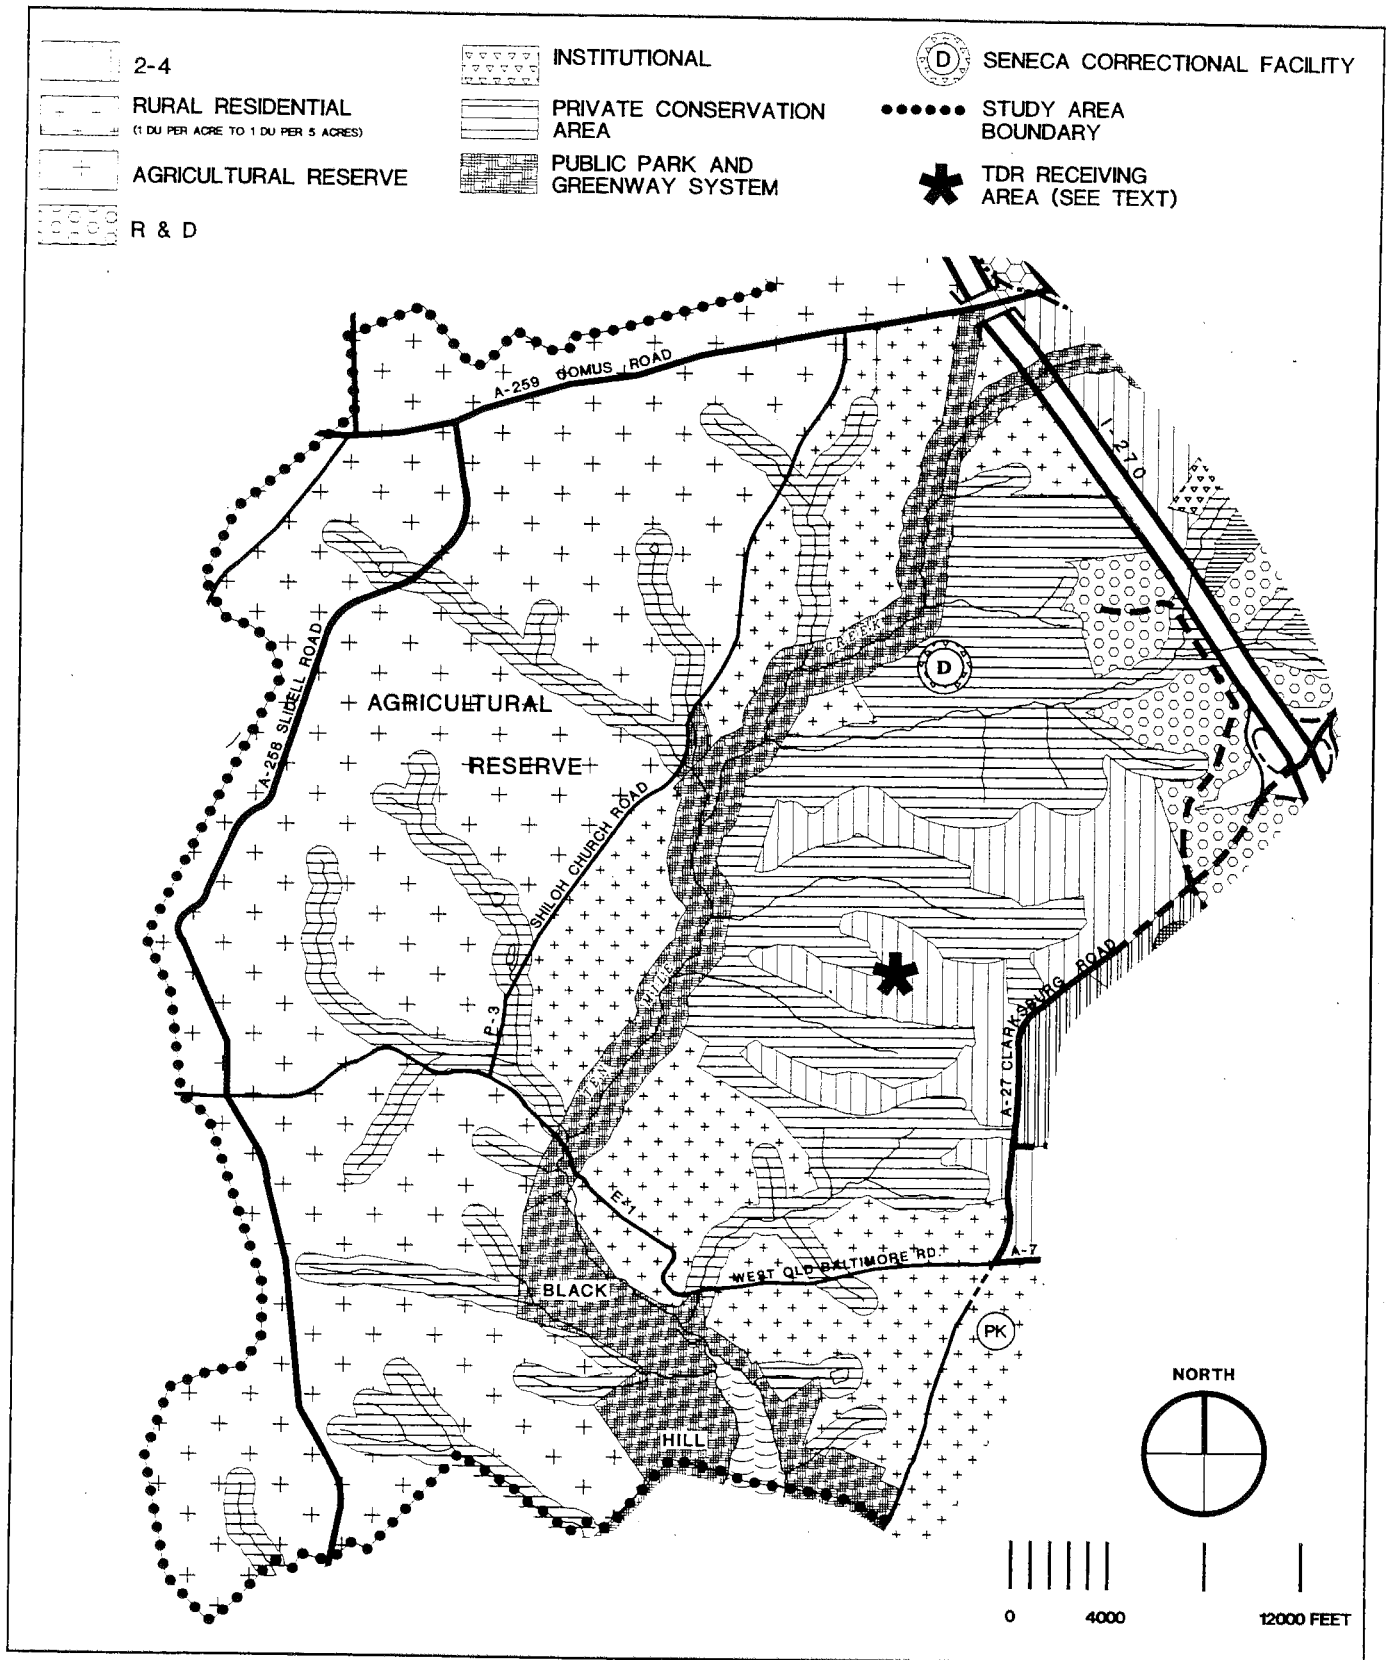 2-4
RURAL RESIDENTIAL
(1 DU PER ACRE TO 1 DU PER 5 ACRES)
AGRICULTURAL RESERVE
R & D
INSTITUTIONAL
PRIVATE CONSERVATION
AREA
PUBLIC PARK AND
GREENWAY SYSTEM
D
SENECA CORRECTIONAL FACILITY
STUDY AREA
BOUNDARY
TDR RECEIVING
AREA (SEE TEXT)
A-259 COMUS ROAD
I-270
A-258 SLIDELL ROAD
AGRICULTURAL
RESERVE
CREEK
D
SHILOH CHURCH ROAD
MILE
P-3
TEN
A-27 CLARKSBURG ROAD
E-1
A-7
WEST OLD BALTIMORE RD.
BLACK
PK
HILL
NORTH
0
4000
12000 FEET